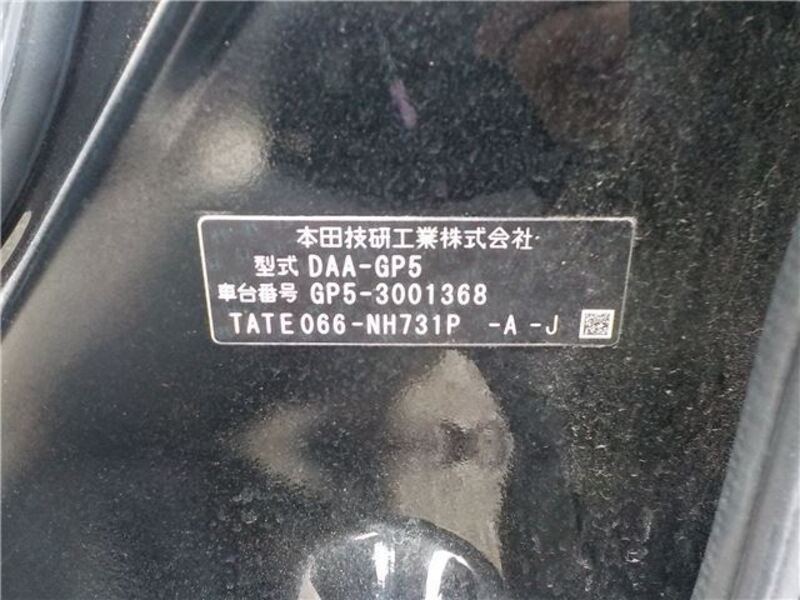 本田技研工業株式会社
型式 DAA-GP5
車台番号 GP5-3001368
TATE066-NH731P -A -J